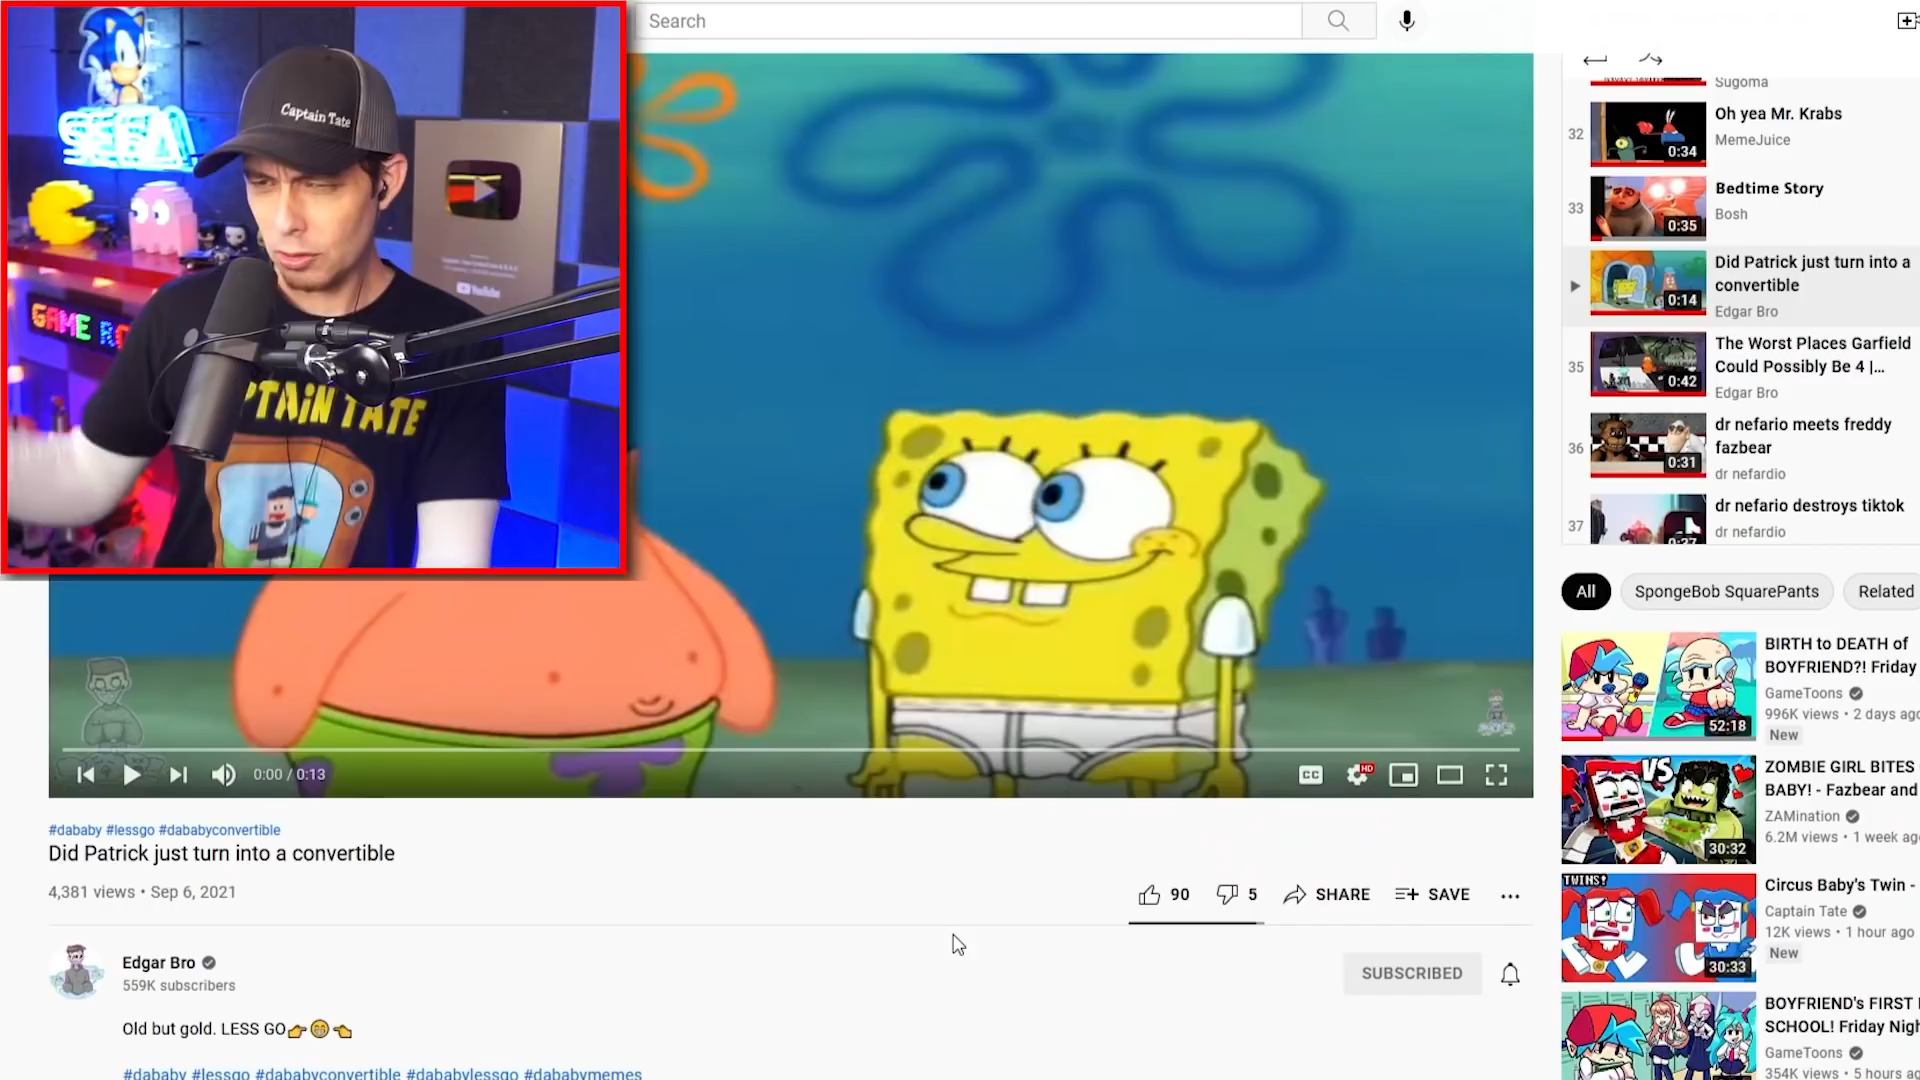 Search
Captain Tate
SEGA
YouTube
GAME RO
PTAIN TATE
Sugoma
32
Oh yea Mr. Krabs
MemeJuice
0:34
33
Bedtime Story
Bosh
0:35
Did Patrick just turn into a
convertible
Edgar Bro
0:14
35
The Worst Places Garfield
Could Possibly Be 4 |...
Edgar Bro
0:42
36
dr nefario meets freddy
fazbear
dr nefardio
0:31
37
dr nefario destroys tiktok
dr nefardio
0:37
All
SpongeBob SquarePants
Related
BIRTH to DEATH of
BOYFRIEND?! Friday
GameToons
996K views • 2 days ago
New
52:18
VS
ZOMBIE GIRL BITES
BABY! - Fazbear and
ZAMination
6.2M views • 1 week ago
30:32
TWINS!
Circus Baby's Twin -
Captain Tate
12K views • 1 hour ago
New
30:33
BOYFRIEND's FIRST
SCHOOL! Friday Nigh
GameToons
354K views • 5 hours ago
0:00 / 0:13
CC
HD
#dababy #lessgo #dababyconvertible
Did Patrick just turn into a convertible
4,381 views • Sep 6, 2021
90
5
SHARE
SAVE
Edgar Bro
559K subscribers
SUBSCRIBED
Old but gold. LESS GO👉😁👈
#dababy #lessgo #dababyconvertible #dababylessgo #dababymemes